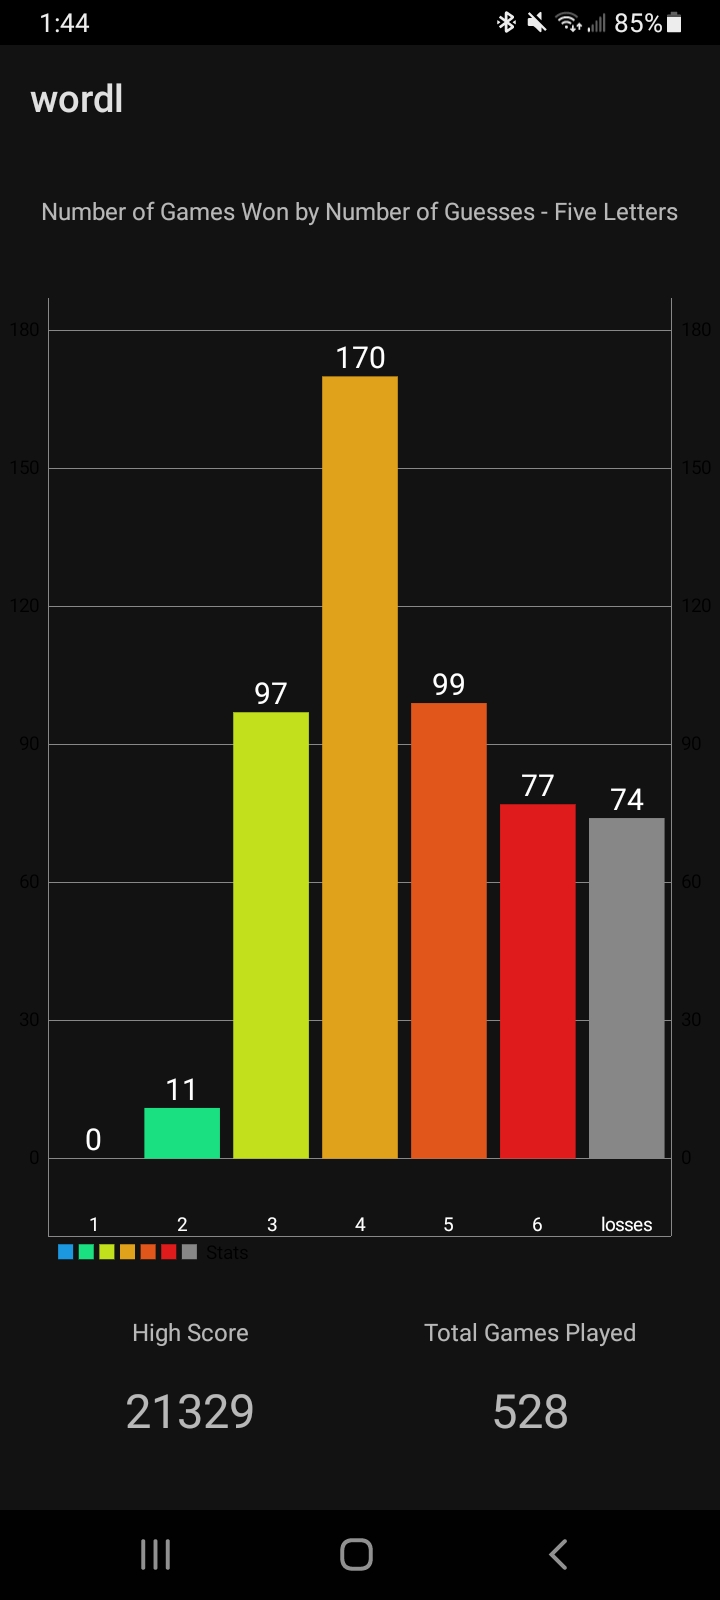 1:44 85%
wordl
Number of Games Won by Number of Guesses - Five Letters
180 180
170
150 150
120 120
97 99
90 90
77 74
60 60
30 30
11
0
0 0
1 2 3 4 5 6 losses
Stats
High Score Total Games Played
21329 528